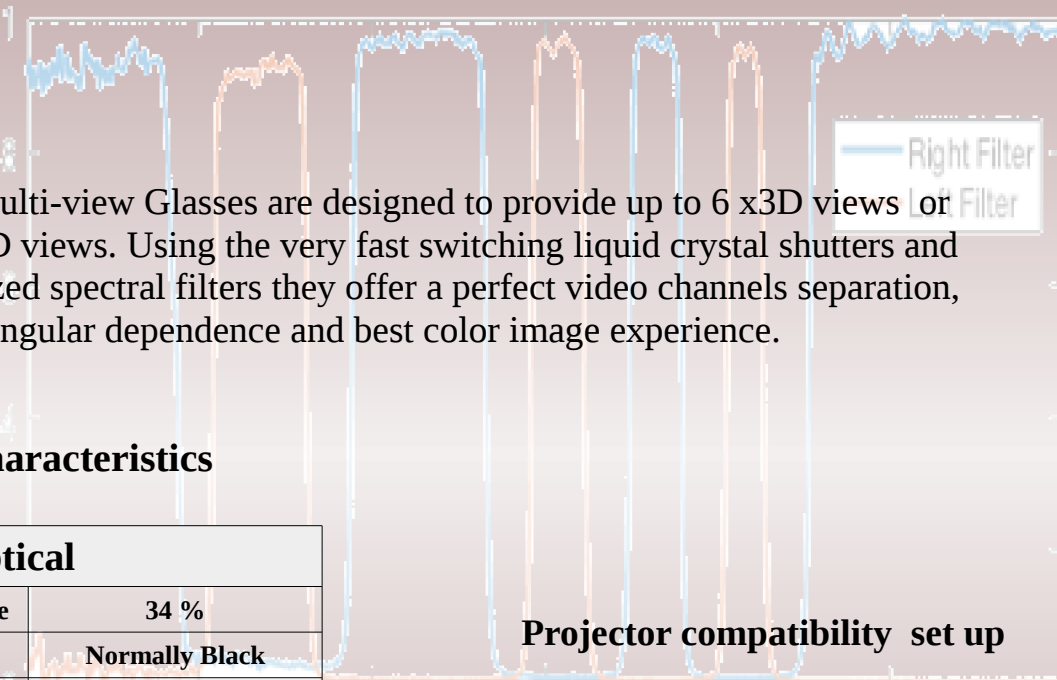 1
Right Filter
Left Filter
ulti-view Glasses are designed to provide up to 6 x3D views or
D views. Using the very fast switching liquid crystal shutters and
zed spectral filters they offer a perfect video channels separation,
ngular dependence and best color image experience.
aracteristics
tical
e 34 %
Normally Black
Projector compatibility set up